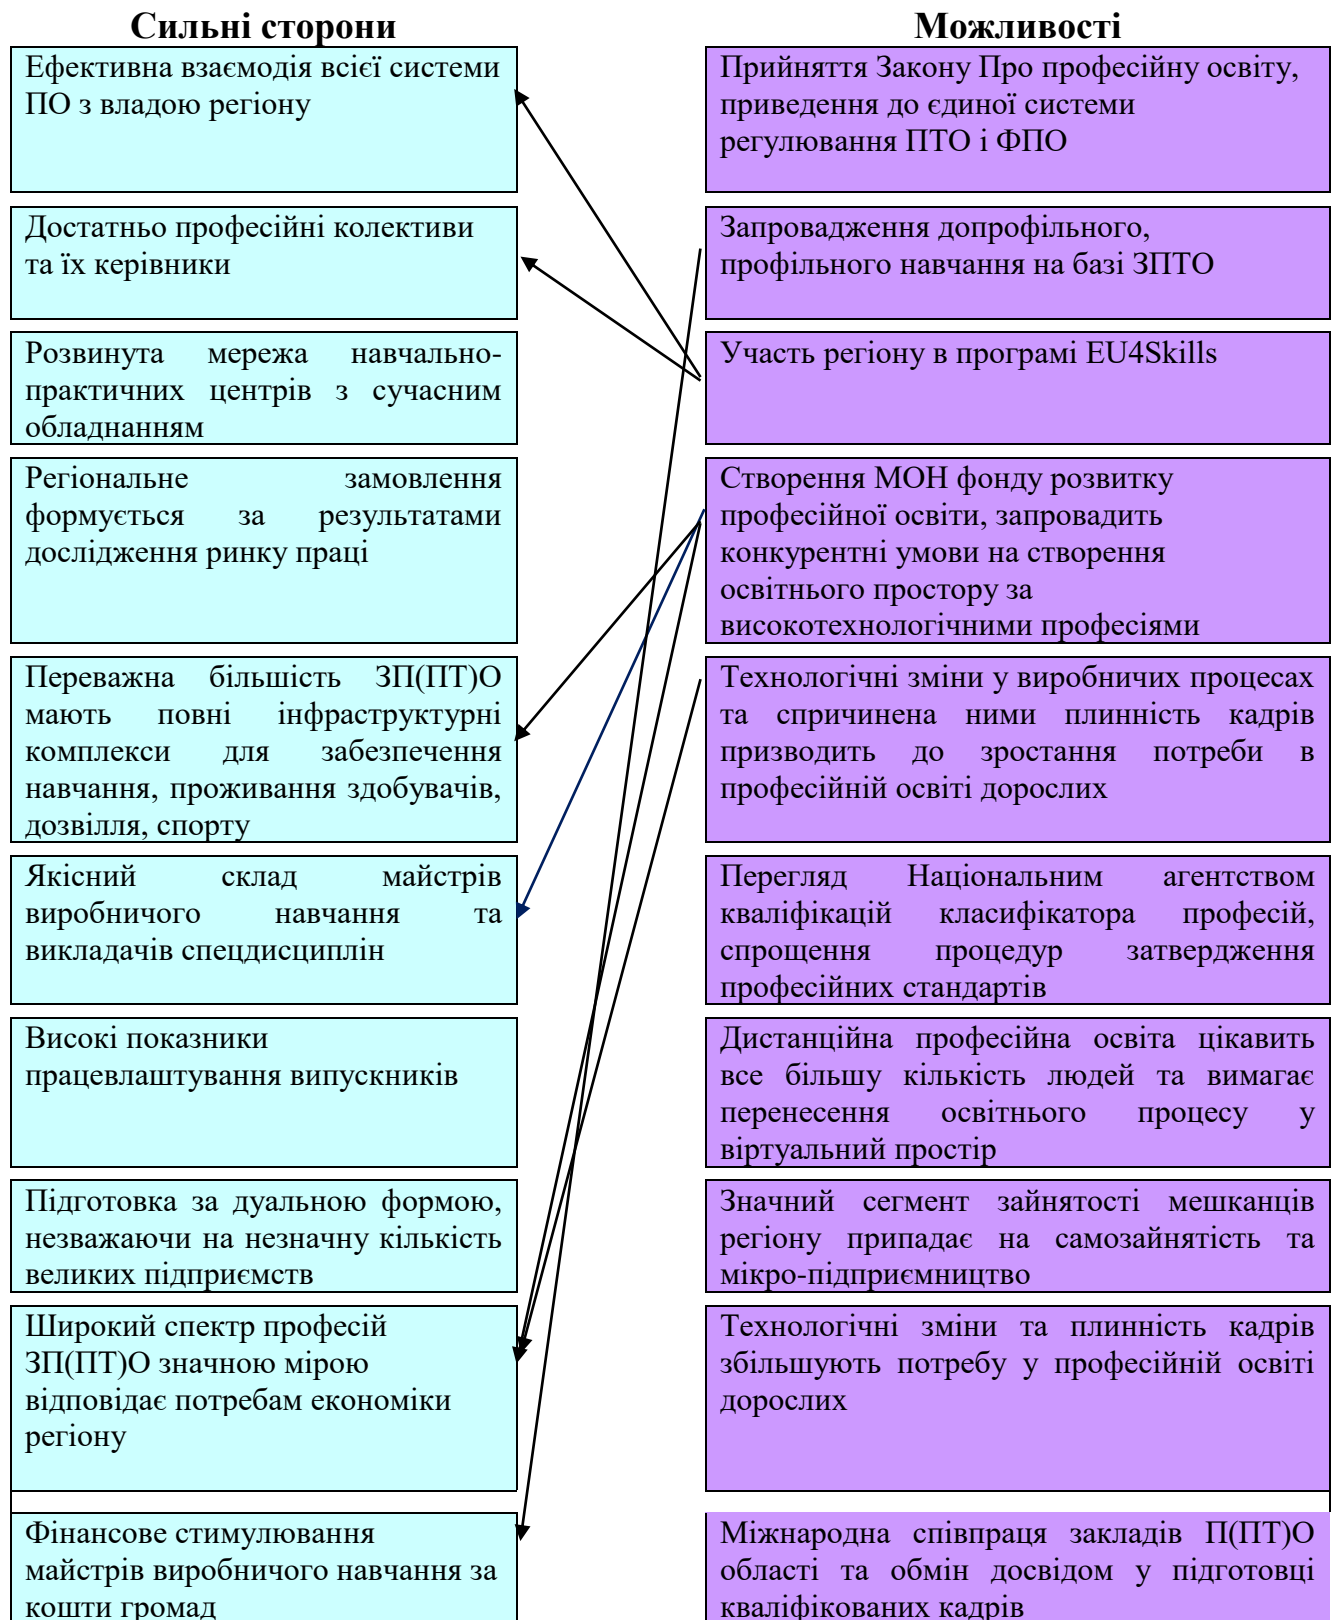 Сильні сторони
Ефективна взаємодія всієї системи
ПО з владою регіону
Достатньо професійні колективи
та їх керівники
Розвинута мережа навчально-
практичних центрів з сучасним
обладнанням
Регіональне замовлення
формується за результатами
дослідження ринку праці
Переважна більшість ЗП(ПТ)О
мають повні інфраструктурні
комплекси для забезпечення
навчання, проживання здобувачів,
дозвілля, спорту
Якісний склад майстрів
виробничого навчання та
викладачів спецдисциплін
Високі показники
працевлаштування випускників
Підготовка за дуальною формою,
незважаючи на незначну кількість
великих підприємств
Широкий спектр професій
ЗП(ПТ)О значною мірою
відповідає потребам економіки
регіону
Фінансове стимулювання
майстрів виробничого навчання за
кошти громад
Можливості
Прийняття Закону Про професійну освіту,
приведення до єдиної системи
регулювання ПТО і ФПО
Запровадження допрофільного,
профільного навчання на базі ЗПТО
Участь регіону в програмі EU4Skills
Створення МОН фонду розвитку
професійної освіти, запровадить
конкурентні умови на створення
освітнього простору за
високотехнологічними професіями
Технологічні зміни у виробничих процесах
та спричинена ними плинність кадрів
призводить до зростання потреби в
професійній освіті дорослих
Перегляд Національним агентством
кваліфікацій класифікатора професій,
спрощення процедур затвердження
професійних стандартів
Дистанційна професійна освіта цікавить
все більшу кількість людей та вимагає
перенесення освітнього процесу у
віртуальний простір
Значний сегмент зайнятості мешканців
регіону припадає на самозайнятість та
мікро-підприємництво
Технологічні зміни та плинність кадрів
збільшують потребу у професійній освіті
дорослих
Міжнародна співпраця закладів П(ПТ)О
області та обмін досвідом у підготовці
кваліфікованих кадрів